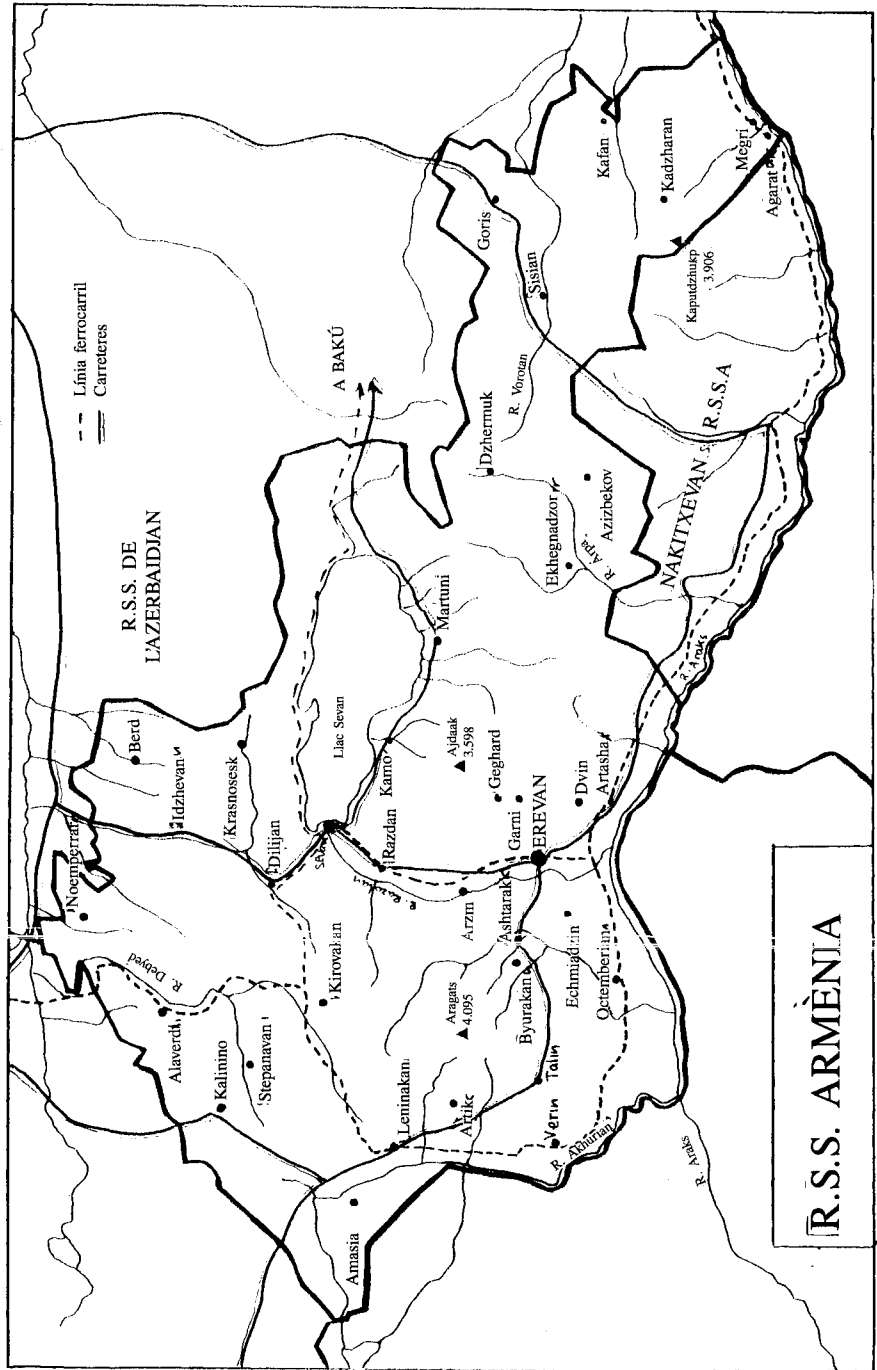 R.S.S. ARMÈNIA
Línia ferrocarril
Carreteres
R.S.S. DE
L'AZERBAIDJAN
A BAKÚ
Noemperrar
Berd
Idzhevan
Krasnosesk
Dilijan
R. Debyed
Alaverdi
Kalinino
Stepanavan
Kirovakan
Leninakan
Amasia
Artik
Aragats
4.095
Llac Sevan
Kamo
Martuni
Razdan
Arzni
Ajdaak
3.598
Geghard
Garni
EREVAN
Ashtarak
Byurakan
Echmiadzin
Octemberian
Talin
Verin
R. Akhurian
R. Araks
Dvin
Artashat
R. Araks
Dzhermuk
Ekhegnadzor
R. Arpa
Azizbekov
NAKITXEVAN R.S.S.A
R. Vorotan
Sisian
Goris
Kafan
Kadzharan
Kaputdzhukp
3.906
Megri
Agarat